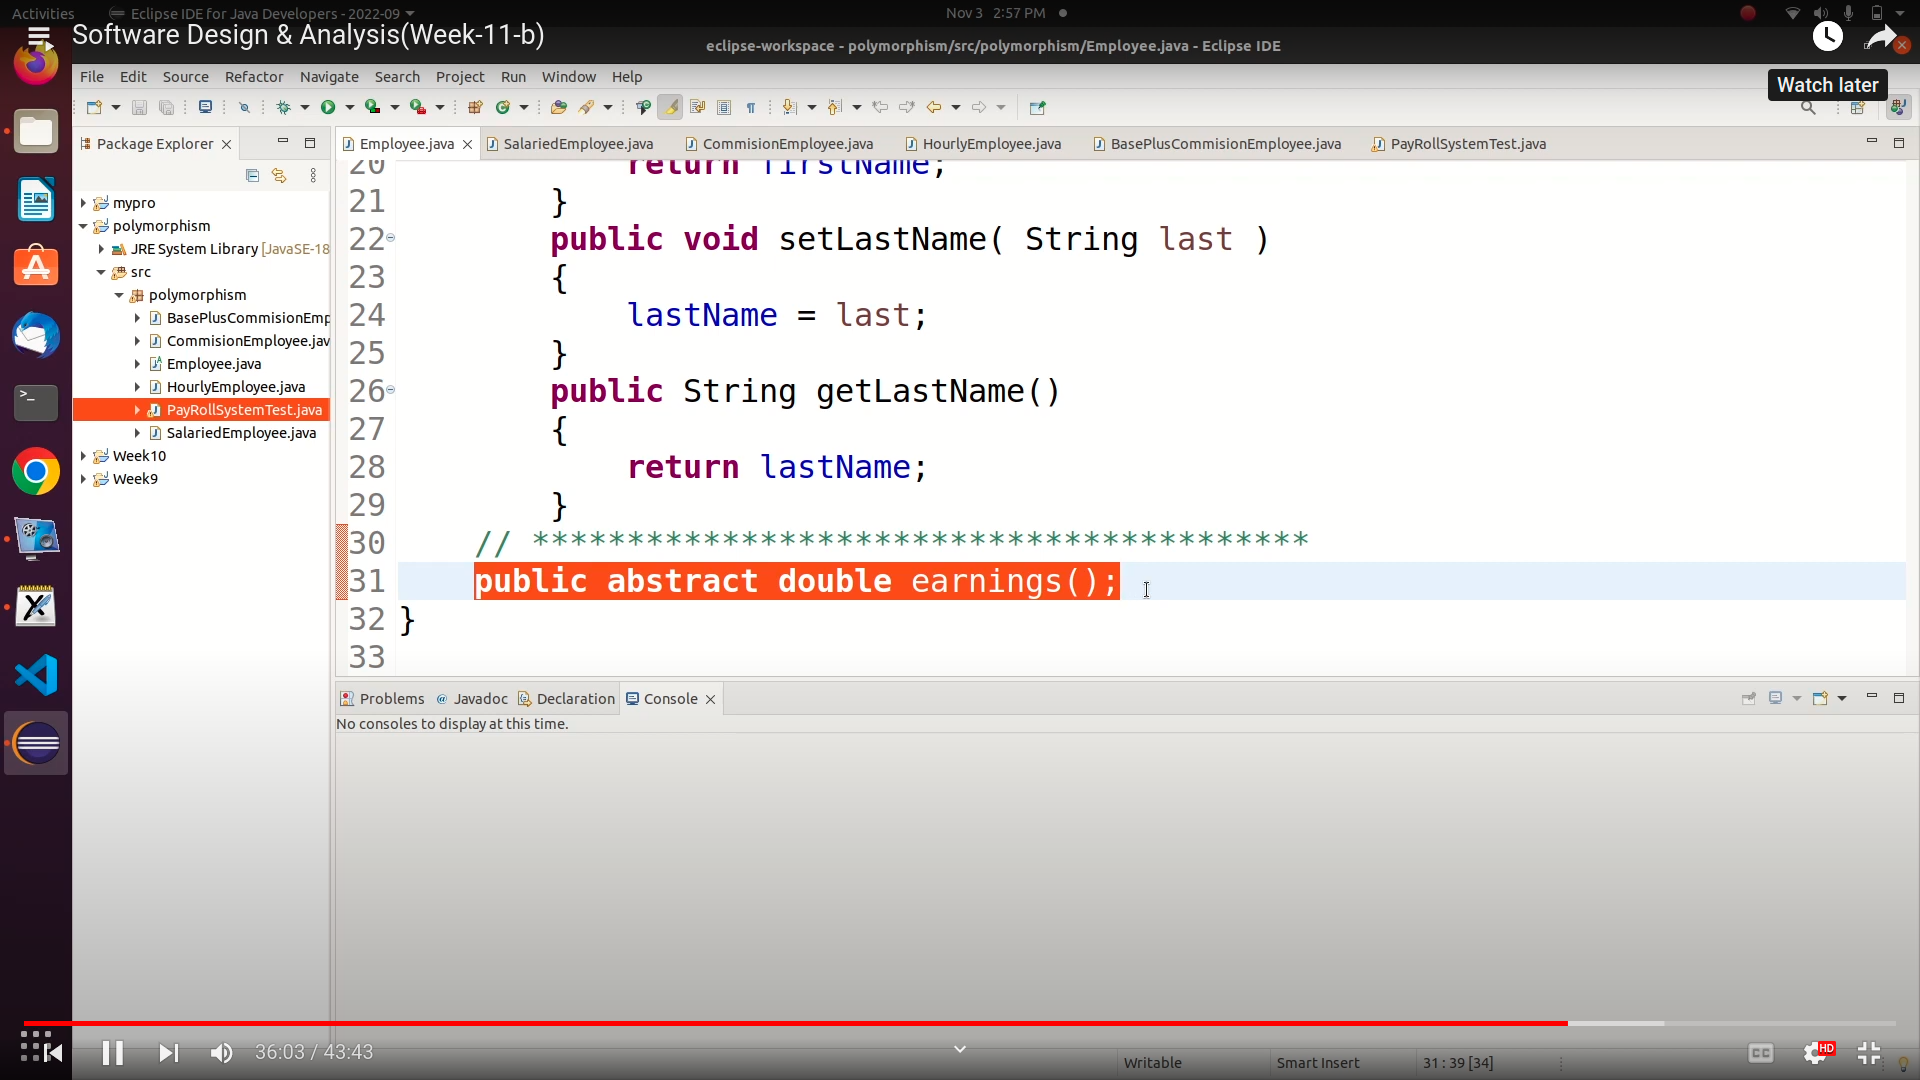 Activities Eclipse IDE for Java Developers - 2022-09 Nov 3 2:57 PM
Software Design & Analysis(Week-11-b)
eclipse-workspace - polymorphism/src/polymorphism/Employee.java - Eclipse IDE
File Edit Source Refactor Navigate Search Project Run Window Help
Watch later
Package Explorer
Employee.java SalariedEmployee.java CommisionEmployee.java HourlyEmployee.java BasePlusCommisionEmployee.java PayRollSystemTest.java
mypro
polymorphism
JRE System Library [JavaSE-18
src
polymorphism
BasePlusCommisionEmp
CommisionEmployee.jav
Employee.java
HourlyEmployee.java
PayRollSystemTest.java
SalariedEmployee.java
Week10
Week9
20 return firstName;
21 }
22 public void setLastName( String last )
23 {
24 lastName = last;
25 }
26 public String getLastName()
27 {
28 return lastName;
29 }
30 // *****************************************
31 public abstract double earnings();
32 }
33
Problems Javadoc Declaration Console
No consoles to display at this time.
36:03 / 43:43
CC HD
Writable Smart Insert 31 : 39 [34]